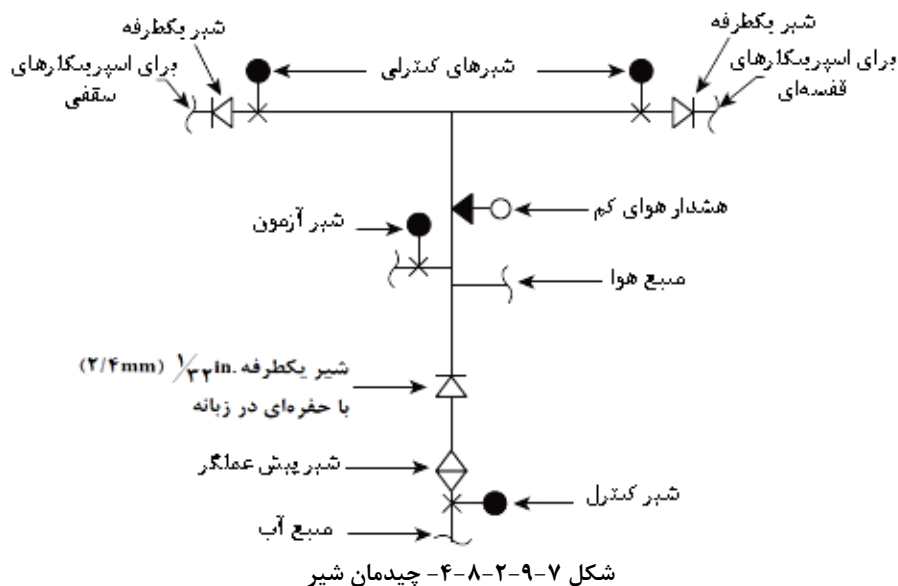 شیر یکطرفه
شیر یکطرفه
برای اسپرینکلرهای
سقفی
شیرهای کنترلی
برای اسپرینکلرهای
قفسه‌ای
هشدار هوای کم
شیر آزمون
منبع هوا
شیر یکطرفه .in ۱/۳۲ (۲/۴mm)
با حفره‌ای در زبانه
شیر پیش عملگر
شیر کنترل
منبع آب
شکل ۷-۹-۲-۸-۴- چیدمان شیر